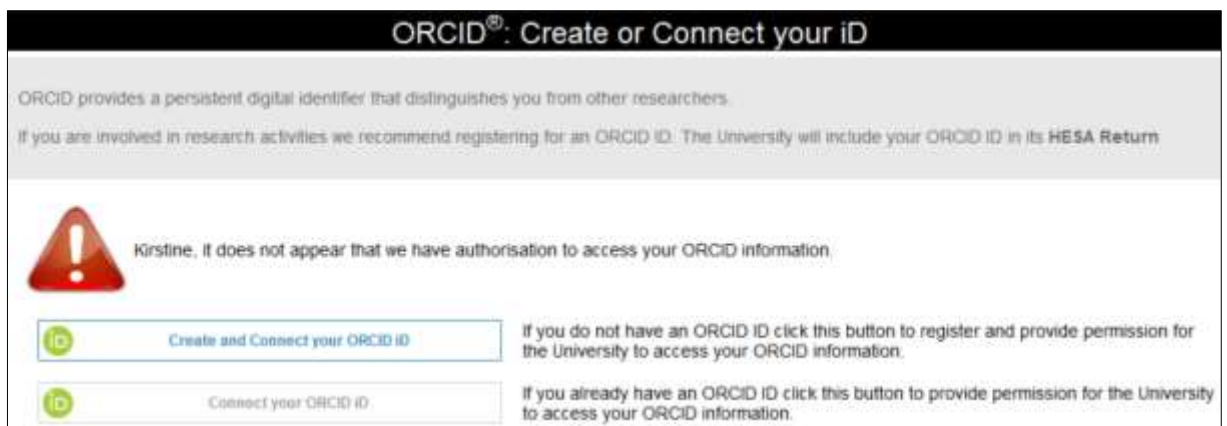 ORCID®: Create or Connect your iD
ORCID provides a persistent digital identifier that distinguishes you from other researchers.
If you are involved in research activities we recommend registering for an ORCID ID. The University will include your ORCID ID in its HESA Return
Kirstine, it does not appear that we have authorisation to access your ORCID information.
iD Create and Connect your ORCID iD
If you do not have an ORCID ID click this button to register and provide permission for
the University to access your ORCID information.
iD Connect your ORCID iD
If you already have an ORCID ID click this button to provide permission for the University
to access your ORCID information.